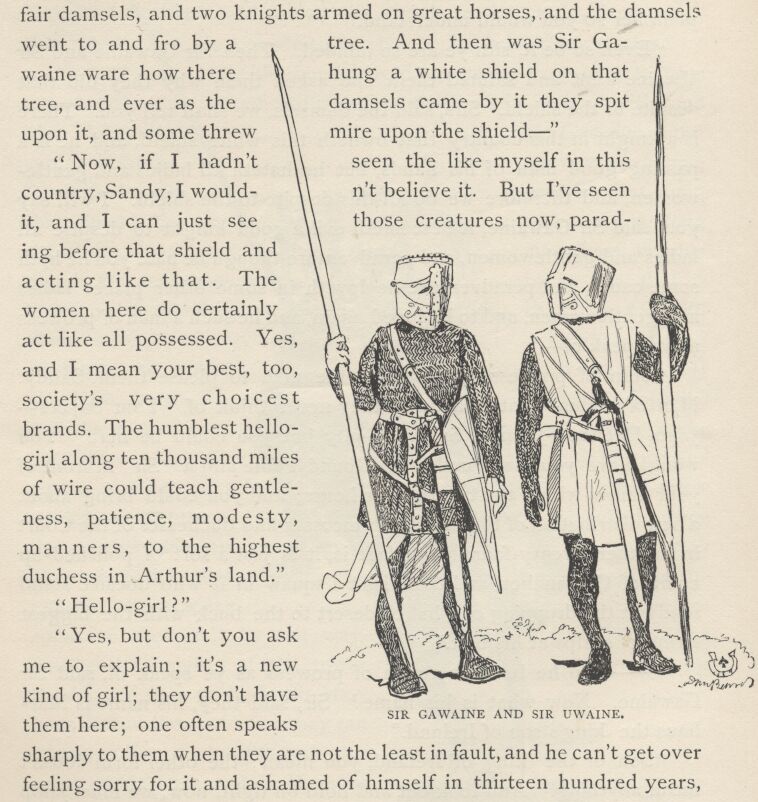 fair damsels, and two knights armed on great horses, and the damsels
went to and fro by a tree. And then was Sir Ga-
waine ware how there hung a white shield on that
tree, and ever as the damsels came by it they spit
upon it, and some threw mire upon the shield—”
“Now, if I hadn't seen the like myself in this
country, Sandy, I would- n't believe it. But I've seen
it, and I can just see those creatures now, parad-
ing before that shield and
acting like that. The
women here do certainly
act like all possessed. Yes,
and I mean your best, too,
society's very choicest
brands. The humblest hello-
girl along ten thousand miles
of wire could teach gentle-
ness, patience, modesty,
manners, to the highest
duchess in Arthur's land.”
“Hello-girl?”
“Yes, but don't you ask
me to explain; it's a new
kind of girl; they don't have
them here; one often speaks
sharply to them when they are not the least in fault, and he can't get over
feeling sorry for it and ashamed of himself in thirteen hundred years,
SIR GAWAINE AND SIR UWAINE.